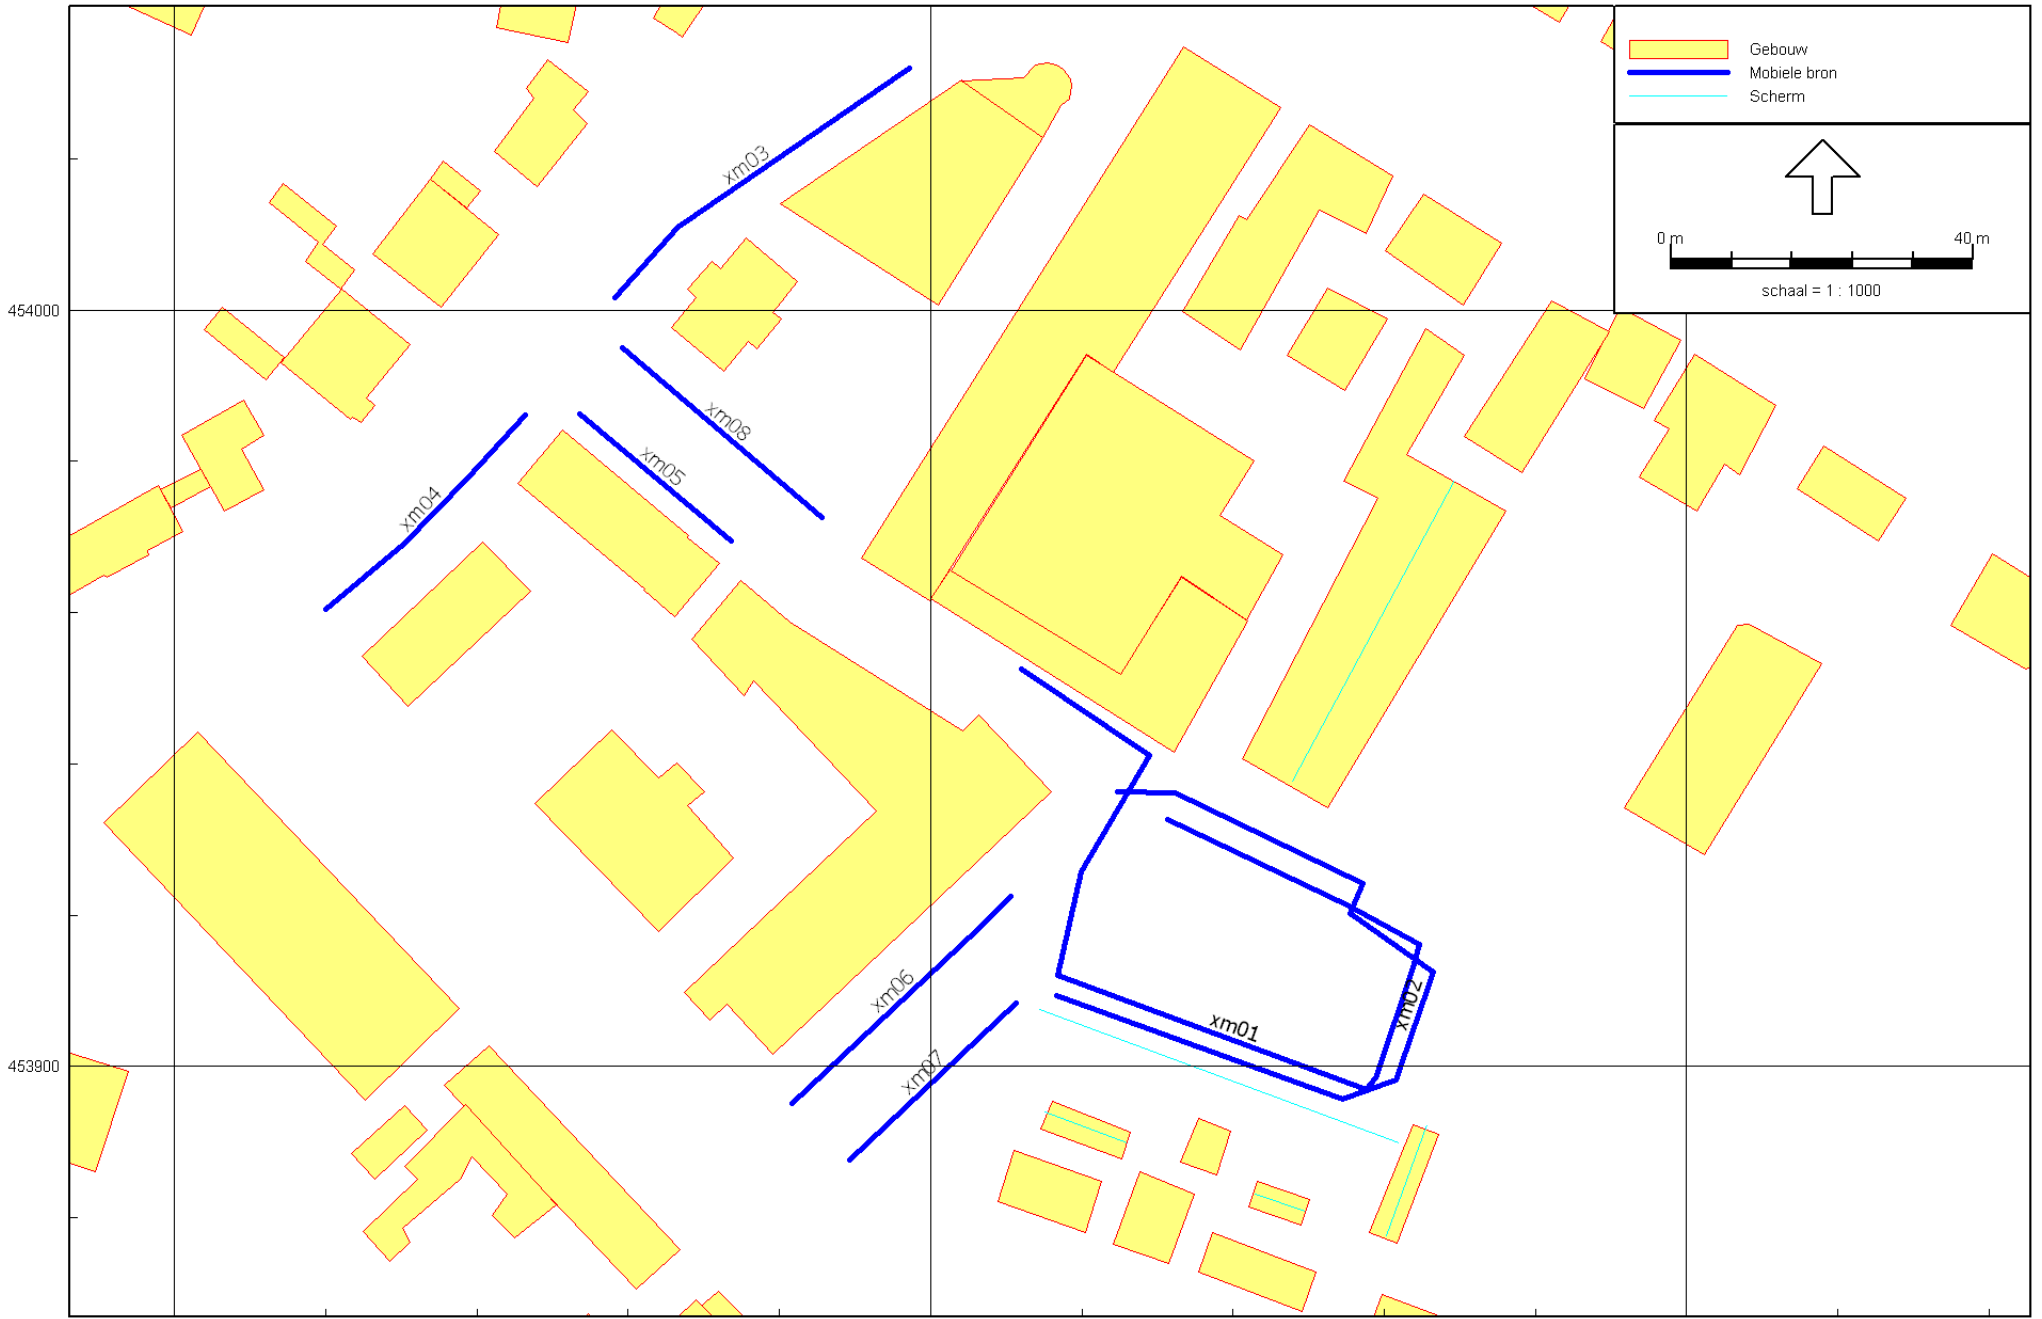 Gebouw
Mobiele bron
Scherm
0 m 40 m
schaal = 1 : 1000
xm03
454000
xm08
xm05
xm04
xm06
xm02
xm01
xm07
453900